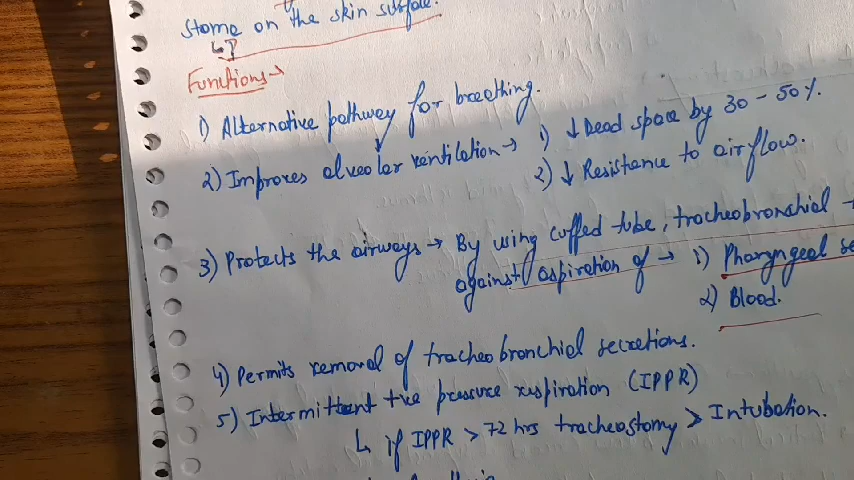 stoma on the skin surface.
Functions →
1) Alternative pathway for breathing.
2) Improves alveolar ventilation → 1) ↓ Dead space by 30 - 50%.
2) ↓ Resistance to airflow.
3) Protects the airways → By using cuffed tube, tracheobronchial
against aspiration of → 1) Pharyngeal se
2) Blood.
4) Permits removal of tracheobronchial secretions.
5) Intermittent +ve pressure respiration (IPPR)
↳ if IPPR > 72 hrs tracheostomy > Intubation.